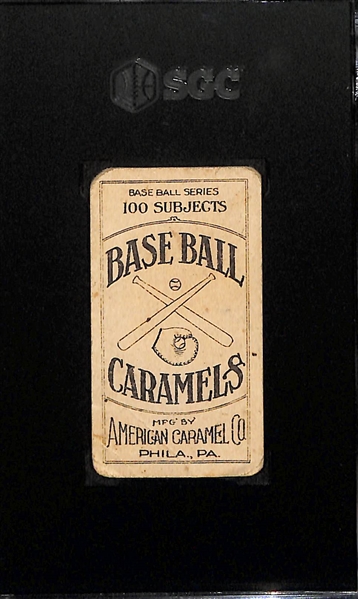 SGC
BASE BALL SERIES
100 SUBJECTS
BASE BALL
CARAMELS
MFG' BY
AMERICAN CARAMEL CO
PHILA., PA.